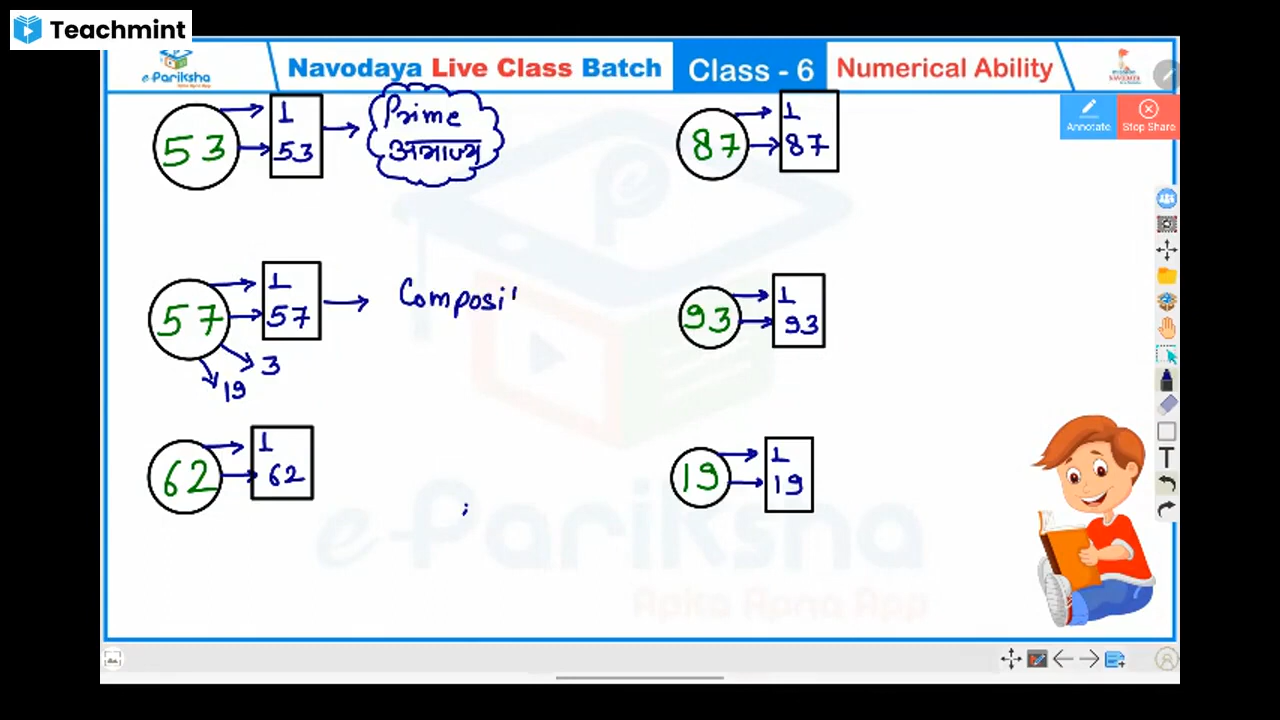 Teachmint
e-Pariksha
Navodaya Live Class Batch
Class - 6
Numerical Ability
Annotate
Stop Share
53
1
53
Prime
अभाज्य
87
1
87
57
1
57
3
19
Composi
93
1
93
62
1
62
19
1
19
e-Pariksha
Apka Apna App
T